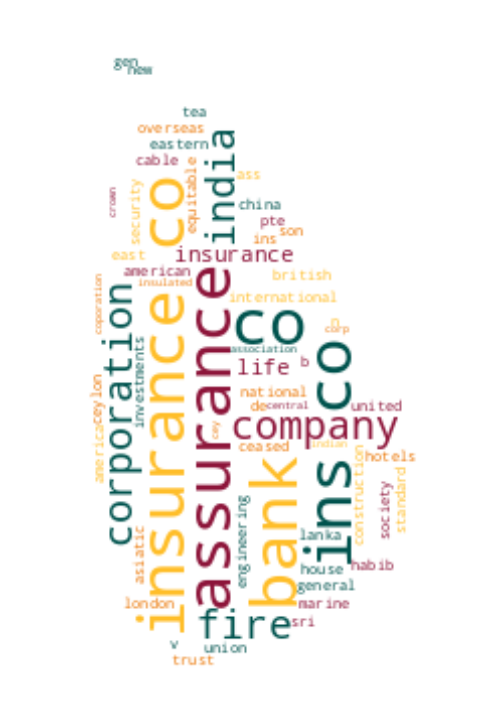 gen
new
tea
overseas
eastern
cable
india
equitable
ass
crown
security
insurance co
china
pte
son
ins
east
insurance
american
insulated
british
coporation
corporation
assurance
international
co
o
corp
investments
association
ins co
life
b
national
de
central
united
ceylon
america
cey
company
ceased
indian
hotels
bank
construction
standard
society
engineering
asiatic
lanka
house
habib
general
london
marine
fire
sri
v
union
trust